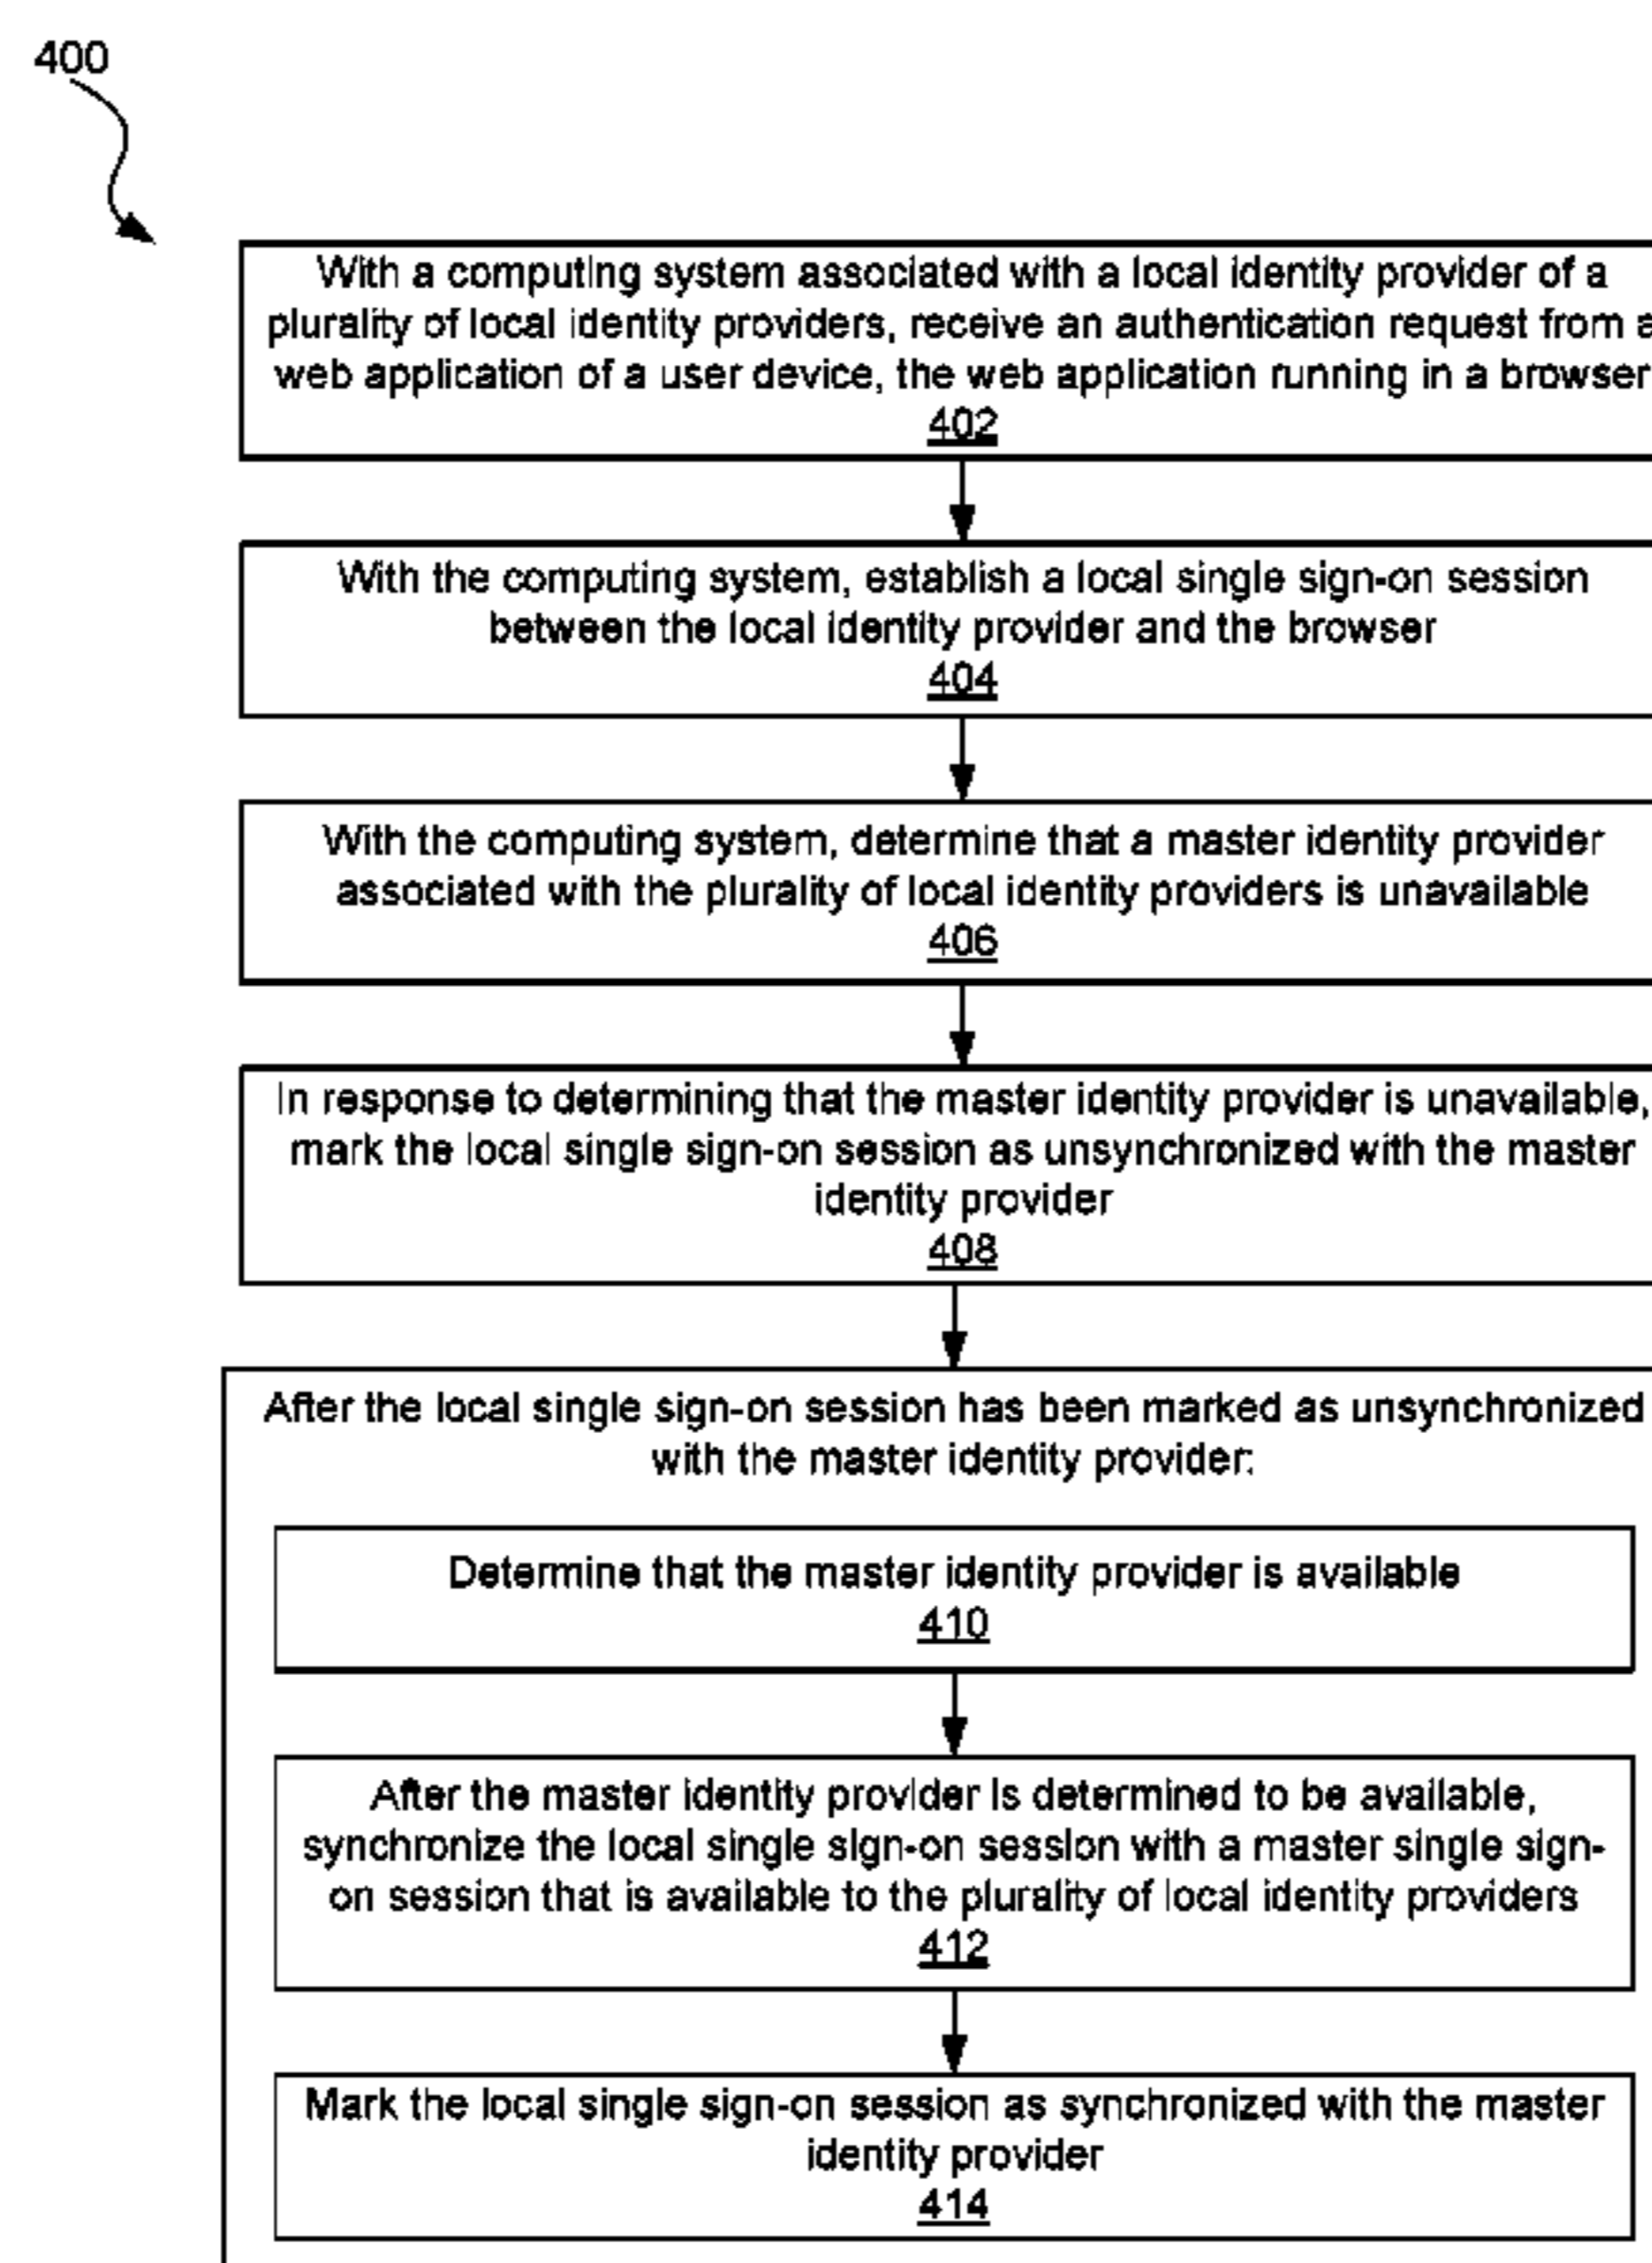 400
With a computing system associated with a local identity provider of a
plurality of local identity providers, receive an authentication request from a
web application of a user device, the web application running in a browser
402
With the computing system, establish a local single sign-on session
between the local identity provider and the browser
404
With the computing system, determine that a master identity provider
associated with the plurality of local identity providers is unavailable
406
In response to determining that the master identity provider is unavailable,
mark the local single sign-on session as unsynchronized with the master
identity provider
408
After the local single sign-on session has been marked as unsynchronized
with the master identity provider:
Determine that the master identity provider is available
410
After the master identity provider is determined to be available,
synchronize the local single sign-on session with a master single sign-
on session that is available to the plurality of local identity providers
412
Mark the local single sign-on session as synchronized with the master
identity provider
414